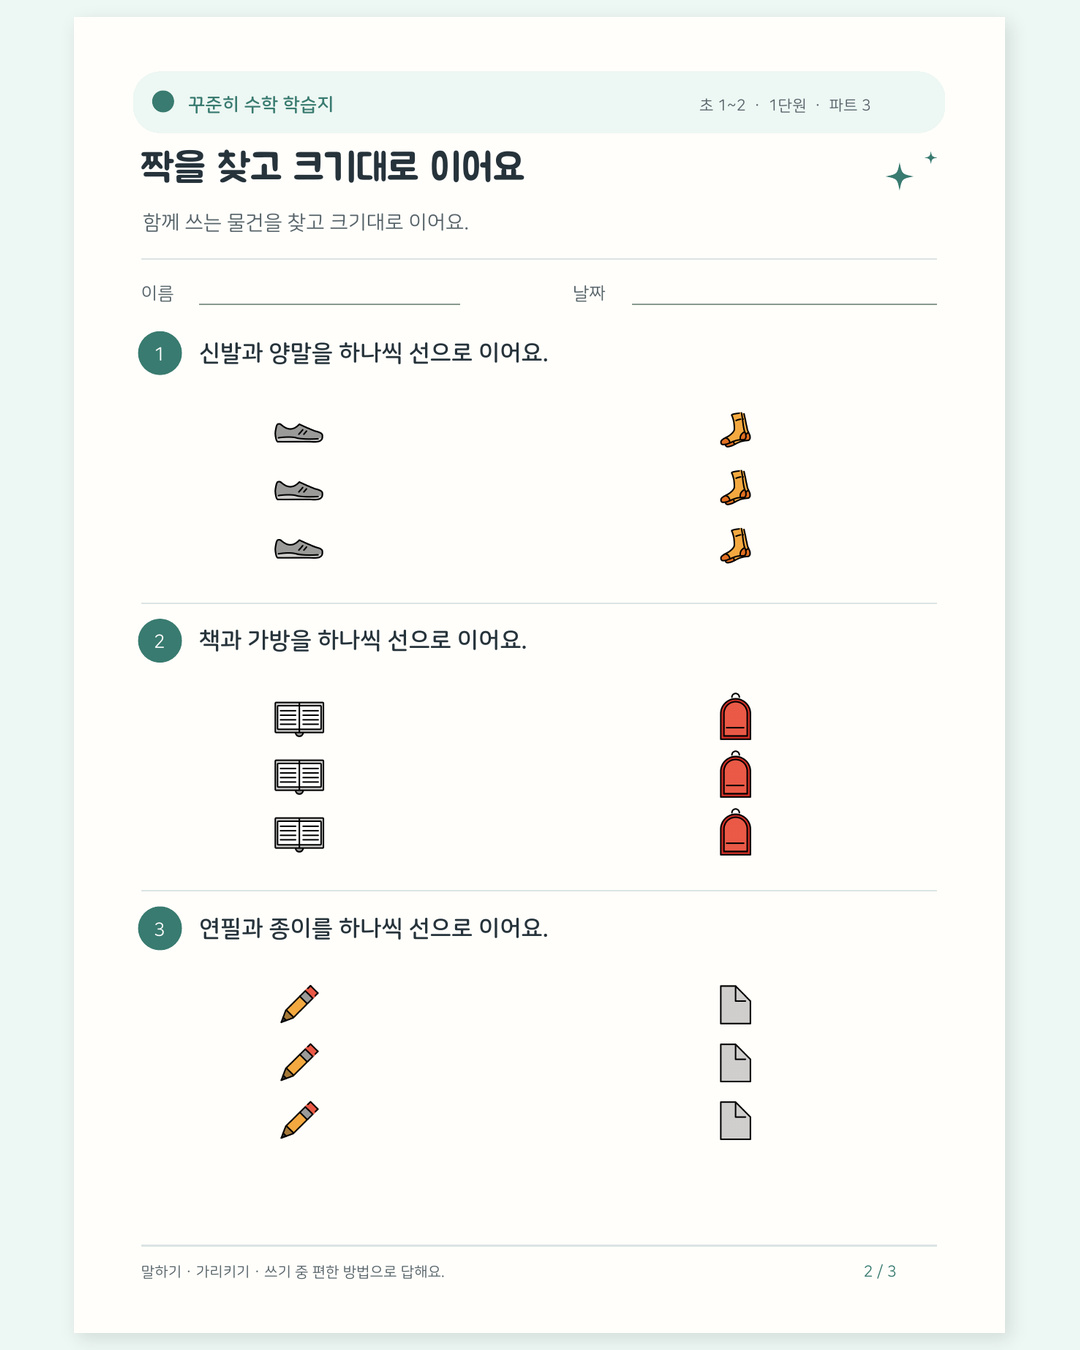 꾸준히 수학 학습지
초 1~2 · 1단원 · 파트 3
짝을 찾고 크기대로 이어요
함께 쓰는 물건을 찾고 크기대로 이어요.
이름
날짜
1 신발과 양말을 하나씩 선으로 이어요.
2 책과 가방을 하나씩 선으로 이어요.
3 연필과 종이를 하나씩 선으로 이어요.
말하기 · 가리키기 · 쓰기 중 편한 방법으로 답해요.
2 / 3